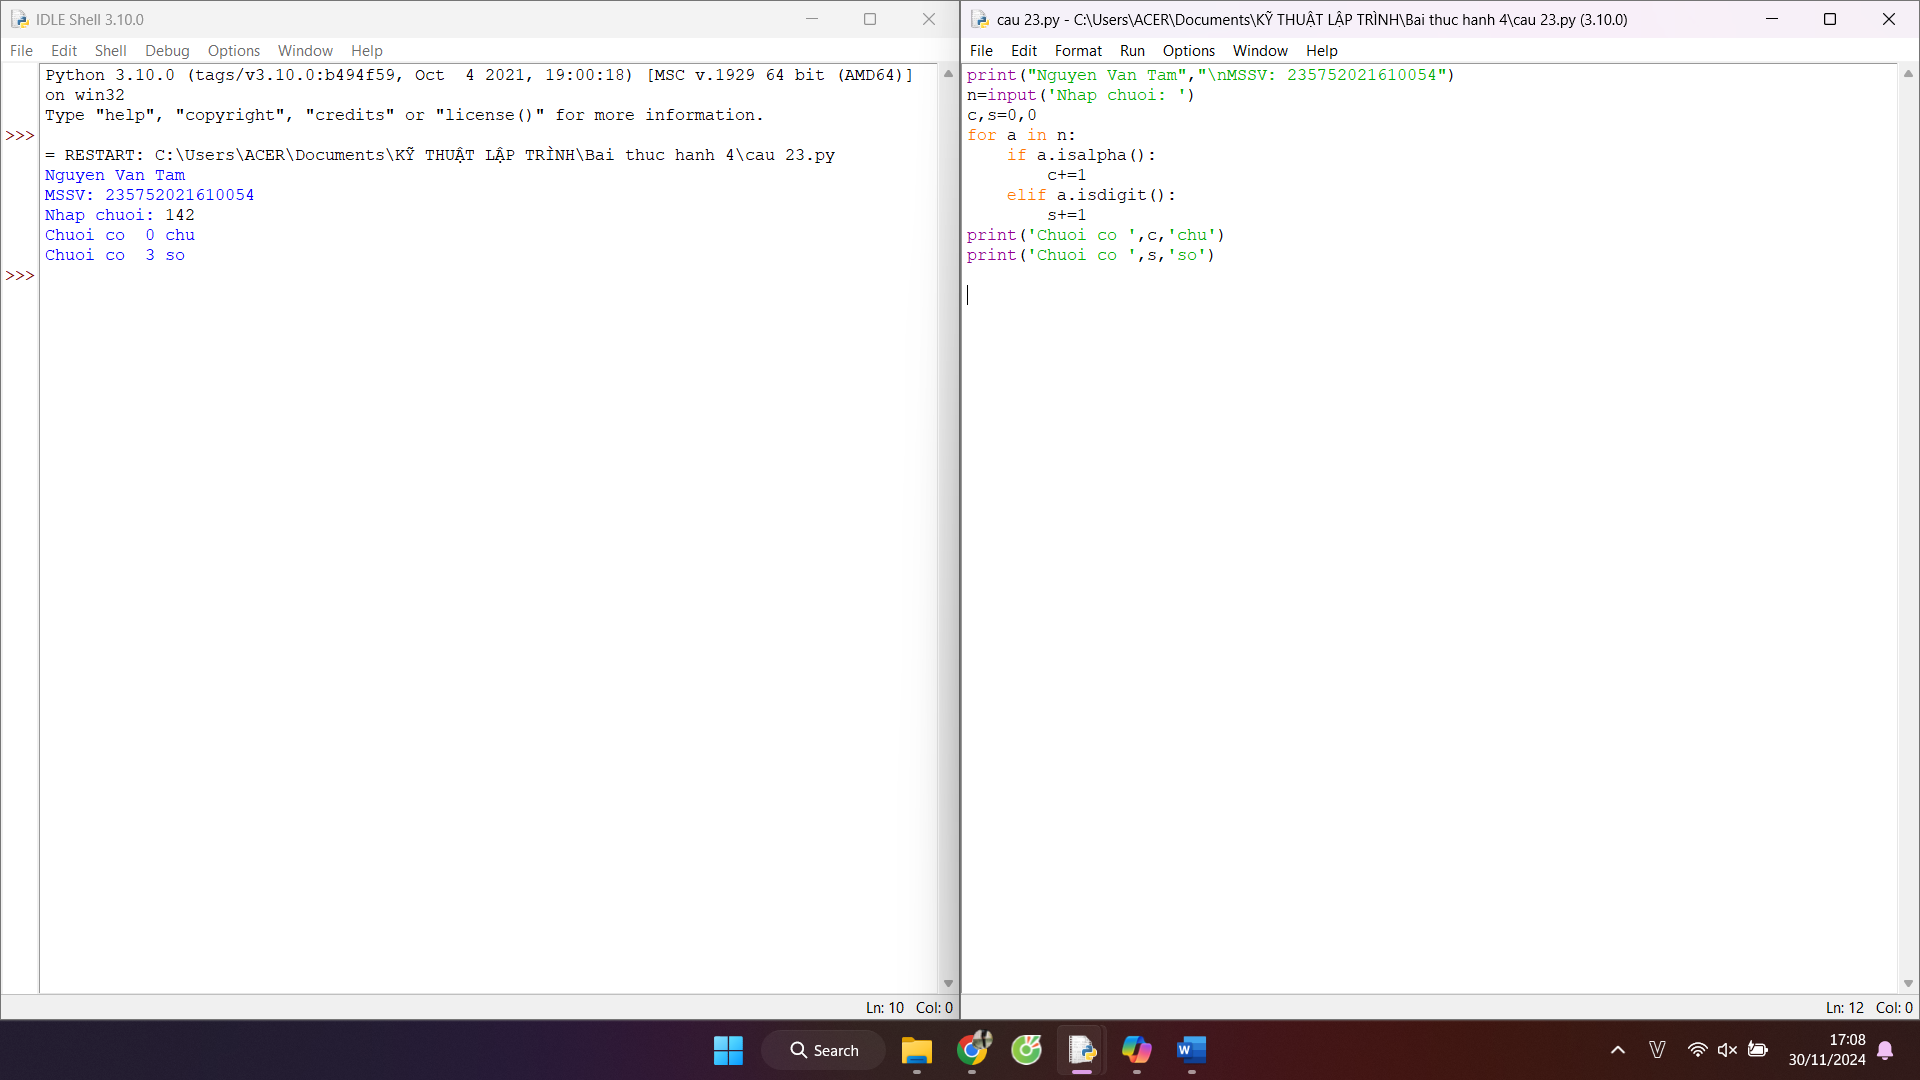 IDLE Shell 3.10.0
File Edit Shell Debug Options Window Help
Python 3.10.0 (tags/v3.10.0:b494f59, Oct  4 2021, 19:00:18) [MSC v.1929 64 bit (AMD64)]
on win32
Type "help", "copyright", "credits" or "license()" for more information.
>>>
= RESTART: C:\Users\ACER\Documents\KỸ THUẬT LẬP TRÌNH\Bai thuc hanh 4\cau 23.py
Nguyen Van Tam
MSSV: 235752021610054
Nhap chuoi: 142
Chuoi co  0 chu
Chuoi co  3 so
>>>
Ln: 10 Col: 0
cau 23.py - C:\Users\ACER\Documents\KỸ THUẬT LẬP TRÌNH\Bai thuc hanh 4\cau 23.py (3.10.0)
File Edit Format Run Options Window Help
print("Nguyen Van Tam","\nMSSV: 235752021610054")
n=input('Nhap chuoi: ')
c,s=0,0
for a in n:
    if a.isalpha():
        c+=1
    elif a.isdigit():
        s+=1
print('Chuoi co ',c,'chu')
print('Chuoi co ',s,'so')
Ln: 12 Col: 0
Search
17:08
30/11/2024